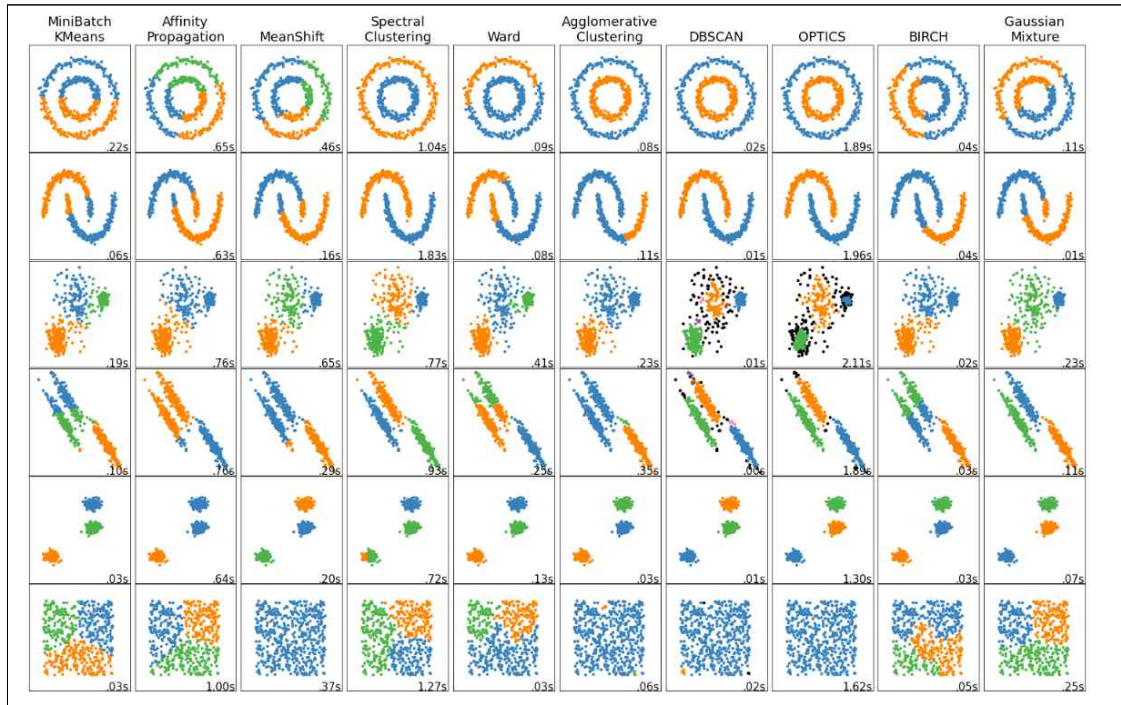 MiniBatch
KMeans
Affinity
Propagation
MeanShift
Spectral
Clustering
Ward
Agglomerative
Clustering
DBSCAN
OPTICS
BIRCH
Gaussian
Mixture
.22s
.65s
.46s
1.04s
.09s
.08s
.02s
1.89s
.04s
.11s
.06s
.63s
.16s
1.83s
.08s
.11s
.01s
1.96s
.04s
.01s
.19s
.76s
.65s
.77s
.41s
.23s
.01s
2.11s
.02s
.23s
.10s
.76s
.29s
.93s
.25s
.35s
.00s
1.89s
.03s
.11s
.03s
.64s
.20s
.72s
.13s
.03s
.01s
1.30s
.03s
.07s
.03s
1.00s
.37s
1.27s
.03s
.06s
.02s
1.62s
.05s
.25s